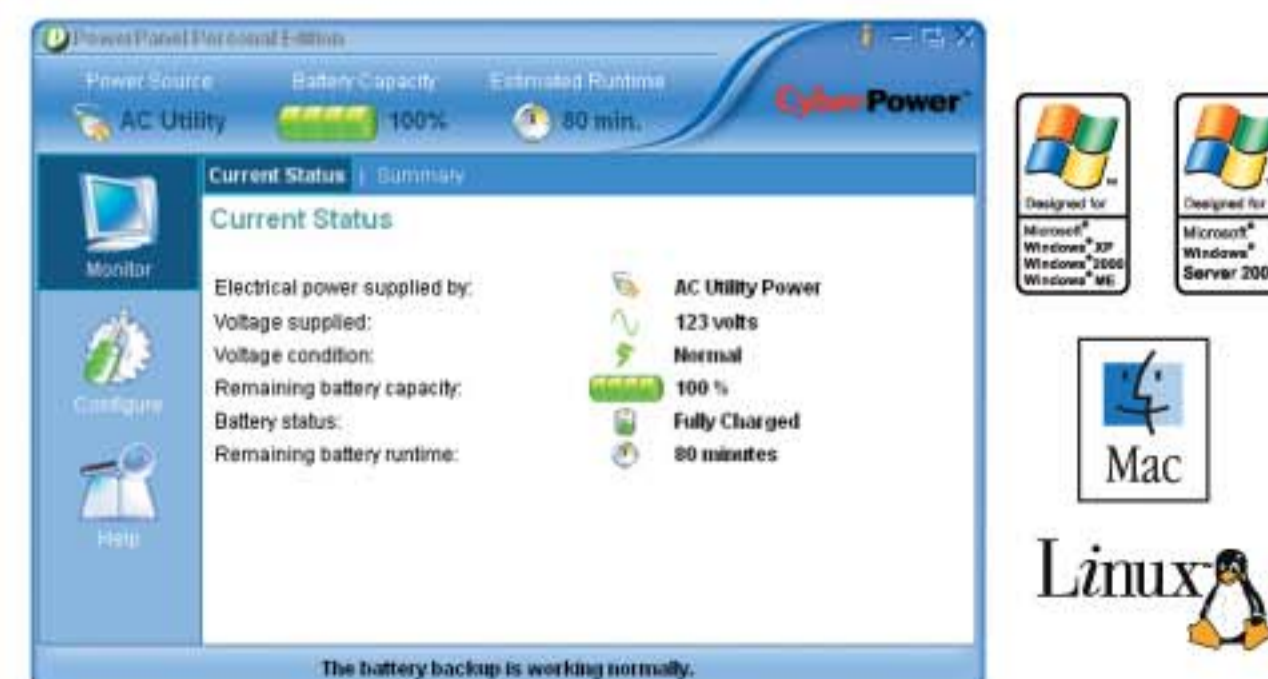 PowerPanel Personal Edition
Power Source Battery Capacity Estimated Runtime
AC Utility 100% 80 min.
CyberPower
Current Status | Summary
Current Status
Monitor
Configure
Help
Electrical power supplied by: AC Utility Power
Voltage supplied: 123 volts
Voltage condition: Normal
Remaining battery capacity: 100 %
Battery status: Fully Charged
Remaining battery runtime: 80 minutes
The battery backup is working normally.
Designed for
Microsoft®
Windows® XP
Windows® 2000
Windows® ME
Designed for
Microsoft®
Windows®
Server 200
Mac
Linux